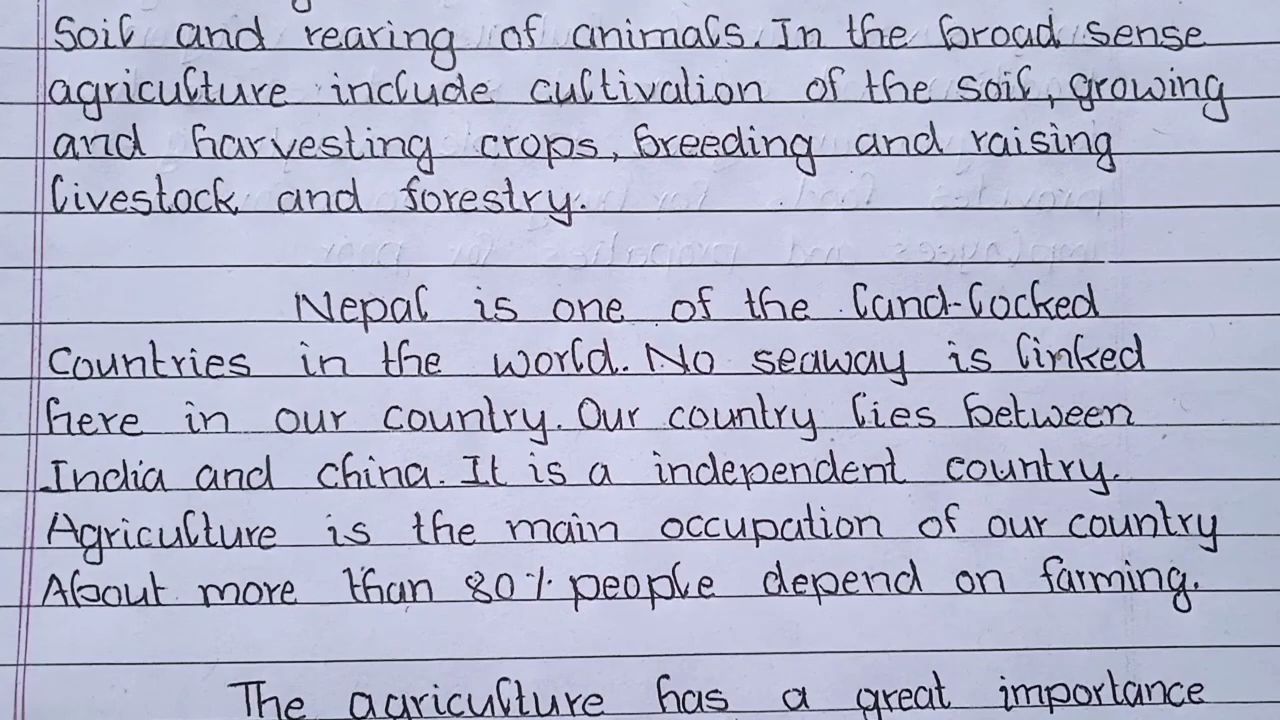 Soil and rearing of animals. In the broad sense
agriculture include cultivation of the soil, growing
and harvesting crops, breeding and raising
livestock and forestry.
Nepal is one of the land-locked
Countries in the world. No seaway is linked
here in our country. Our country lies between
India and china. It is a independent country.
Agriculture is the main occupation of our country
About more than 80% people depend on farming.
The agriculture has a great importance